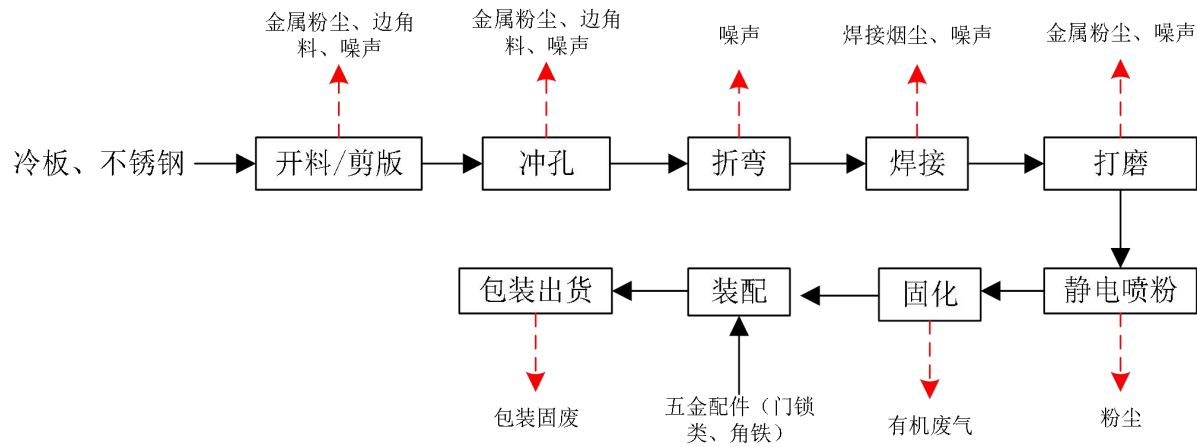 金属粉尘、边角
料、噪声
金属粉尘、边角
料、噪声
噪声
焊接烟尘、噪声
金属粉尘、噪声
冷板、不锈钢
开料/剪版
冲孔
折弯
焊接
打磨
包装出货
装配
固化
静电喷粉
包装固废
五金配件（门锁
类、角铁）
有机废气
粉尘